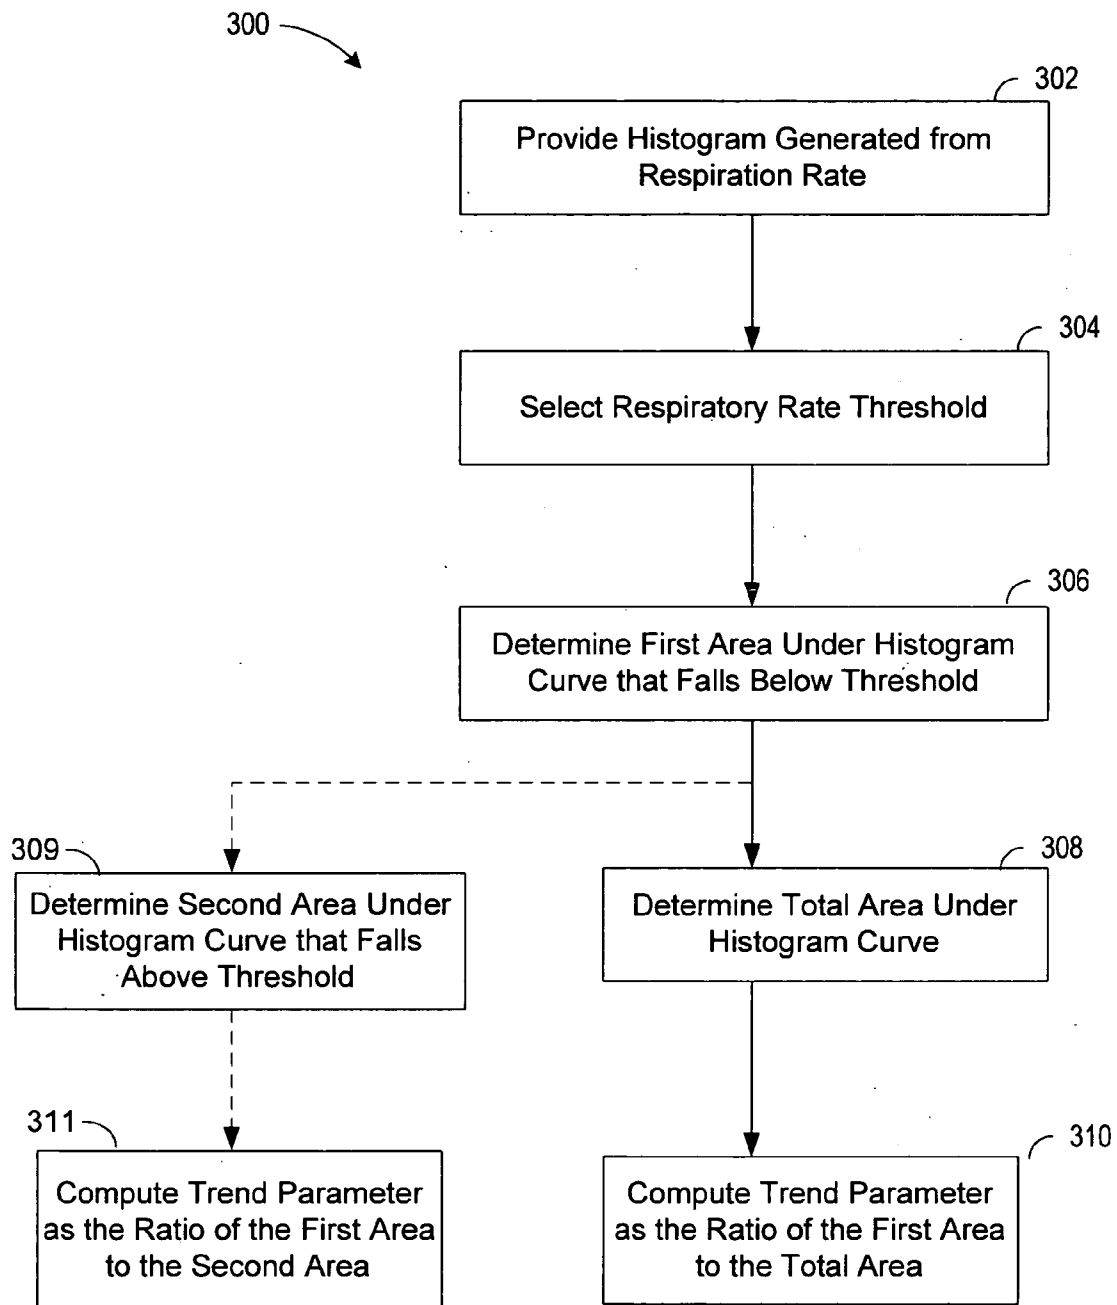 300
302
Provide Histogram Generated from
Respiration Rate
304
Select Respiratory Rate Threshold
306
Determine First Area Under Histogram
Curve that Falls Below Threshold
309
Determine Second Area Under
Histogram Curve that Falls
Above Threshold
308
Determine Total Area Under
Histogram Curve
311
Compute Trend Parameter
as the Ratio of the First Area
to the Second Area
310
Compute Trend Parameter
as the Ratio of the First Area
to the Total Area